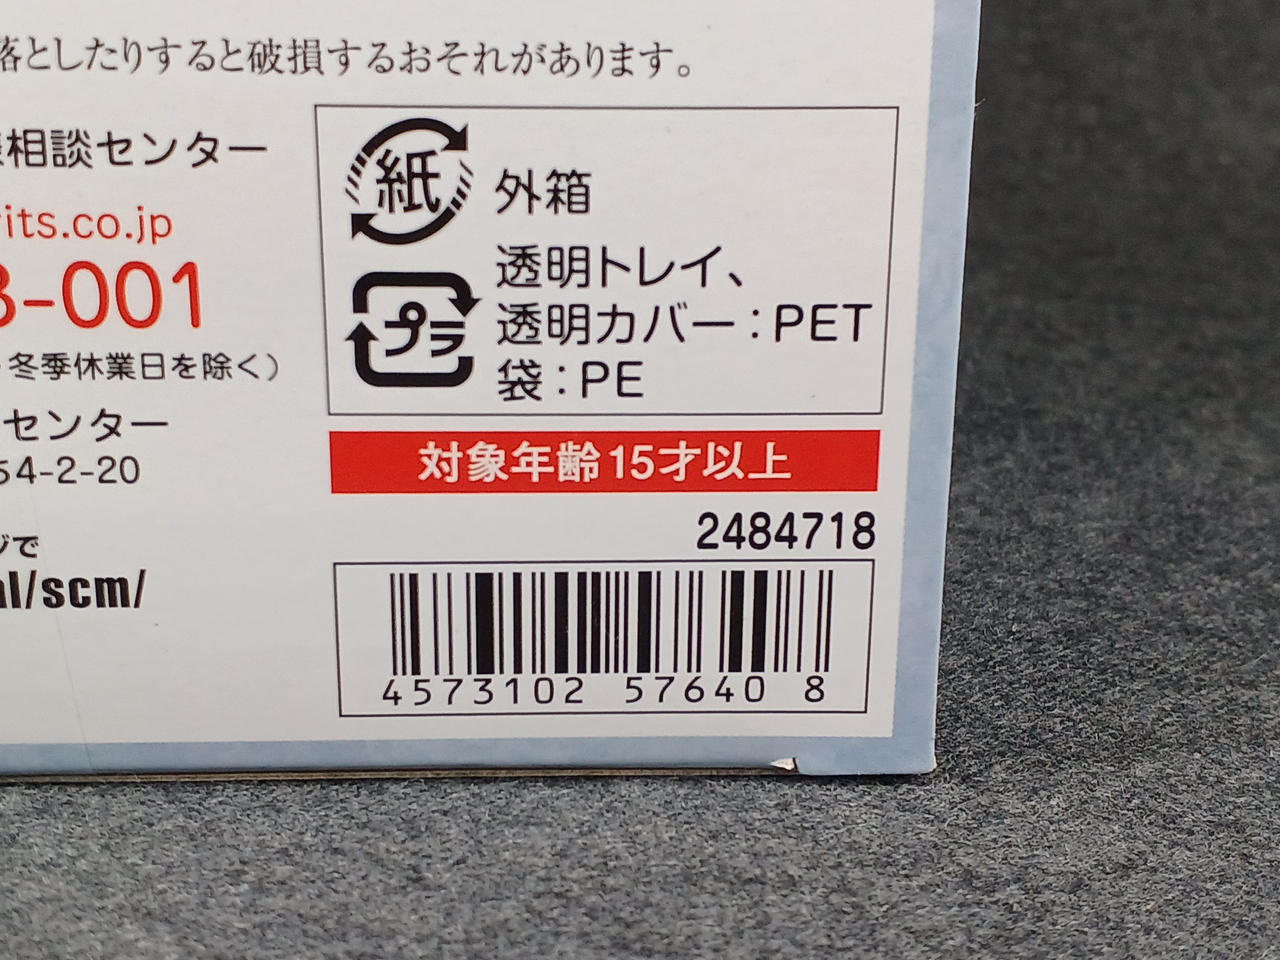 落としたりすると破損するおそれがあります。
相談センター
its.co.jp
-001
冬季休業日を除く）
センター
54-2-20
ジで
al/scm/
紙
外箱
プラ
透明トレイ、
透明カバー：PET
袋：PE
対象年齢15才以上
2484718
4573102 57640 8